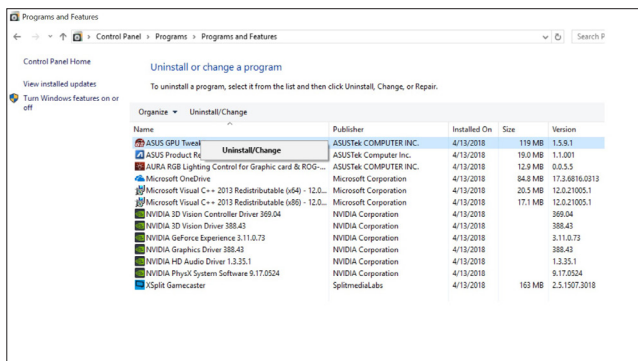 Programs and Features
Control Panel > Programs > Programs and Features
Search P
Control Panel Home
View installed updates
Turn Windows features on or
off
Uninstall or change a program
To uninstall a program, select it from the list and then click Uninstall, Change, or Repair.
Organize Uninstall/Change
Name Publisher Installed On Size Version
ASUS GPU Tweak ASUSTek COMPUTER INC. 4/13/2018 119 MB 1.5.9.1
Uninstall/Change
ASUS Product Re ASUSTek Computer Inc. 4/13/2018 19.0 MB 1.1.001
AURA RGB Lighting Control for Graphic card & ROG-... ASUSTek COMPUTER INC. 4/13/2018 12.9 MB 0.0.5.5
Microsoft OneDrive Microsoft Corporation 4/13/2018 84.8 MB 17.3.6816.0313
Microsoft Visual C++ 2013 Redistributable (x64) - 12.0... Microsoft Corporation 4/13/2018 20.5 MB 12.0.21005.1
Microsoft Visual C++ 2013 Redistributable (x86) - 12.0... Microsoft Corporation 4/13/2018 17.1 MB 12.0.21005.1
NVIDIA 3D Vision Controller Driver 369.04 NVIDIA Corporation 4/13/2018 369.04
NVIDIA 3D Vision Driver 388.43 NVIDIA Corporation 4/13/2018 388.43
NVIDIA GeForce Experience 3.11.0.73 NVIDIA Corporation 4/13/2018 3.11.0.73
NVIDIA Graphics Driver 388.43 NVIDIA Corporation 4/13/2018 388.43
NVIDIA HD Audio Driver 1.3.35.1 NVIDIA Corporation 4/13/2018 1.3.35.1
NVIDIA PhysX System Software 9.17.0524 NVIDIA Corporation 4/13/2018 9.17.0524
XSplit Gamecaster SplitmediaLabs 4/13/2018 163 MB 2.5.1507.3018